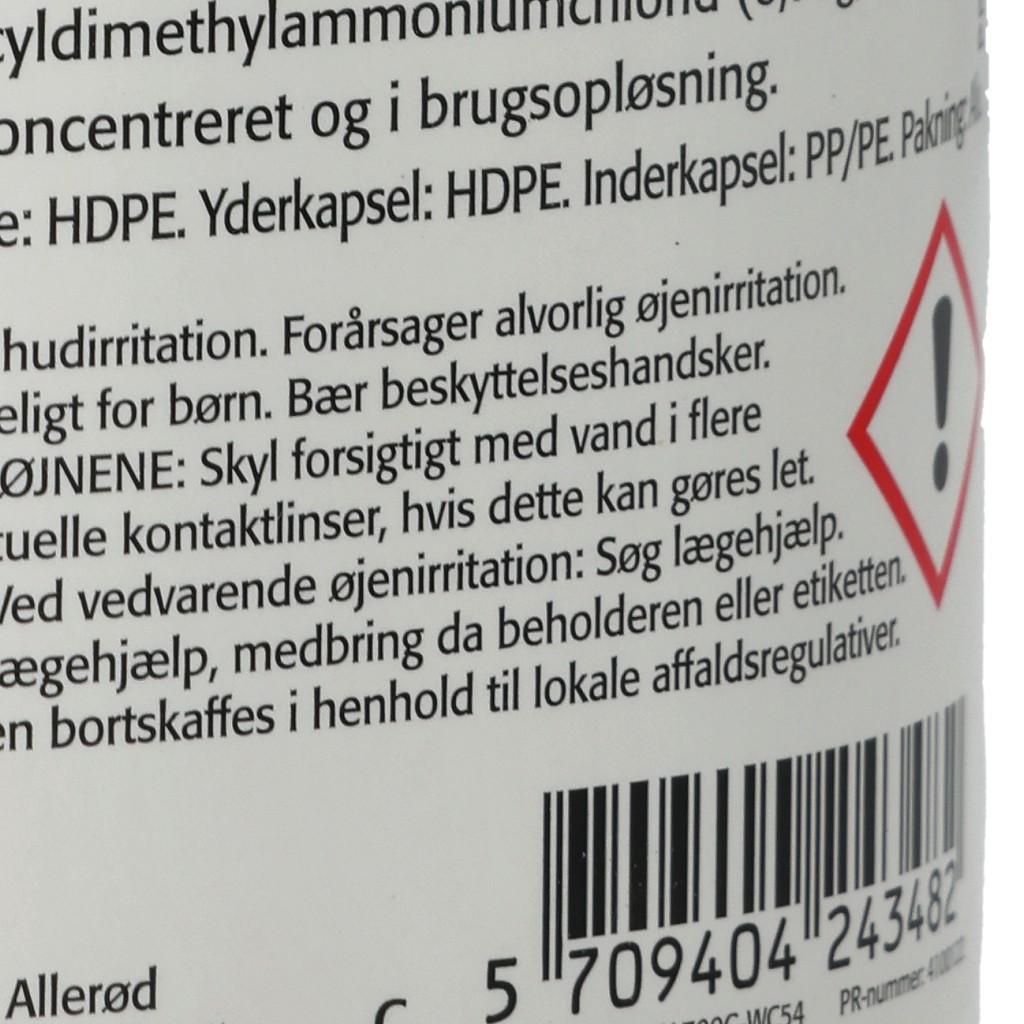 cyldimethylammoniumchlorid
oncentreret og i brugsopløsning.
e: HDPE. Yderkapsel: HDPE. Inderkapsel: PP/PE. Pakning:
hudirritation. Forårsager alvorlig øjenirritation.
eligt for børn. Bær beskyttelseshandsker.
ØJNENE: Skyl forsigtigt med vand i flere
tuelle kontaktlinser, hvis dette kan gøres let.
Ved vedvarende øjenirritation: Søg lægehjælp.
ægehjælp, medbring da beholderen eller etiketten.
en bortskaffes i henhold til lokale affaldsregulativer.
5 709404 243482
Allerød
WC54 PR-nummer: